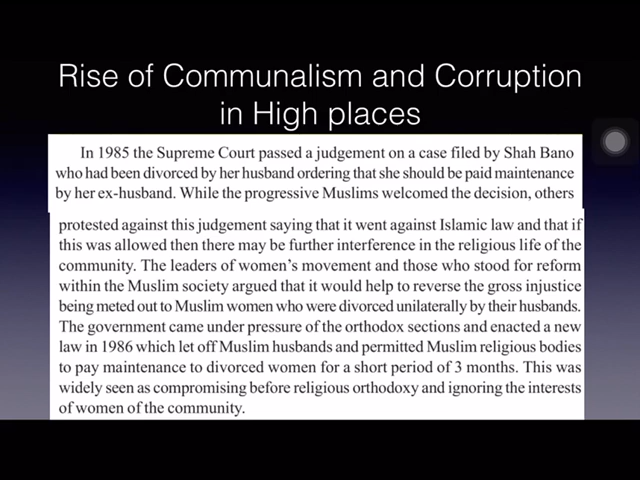 Rise of Communalism and Corruption
in High places
In 1985 the Supreme Court passed a judgement on a case filed by Shah Bano
who had been divorced by her husband ordering that she should be paid maintenance
by her ex-husband. While the progressive Muslims welcomed the decision, others
protested against this judgement saying that it went against Islamic law and that if
this was allowed then there may be further interference in the religious life of the
community. The leaders of women’s movement and those who stood for reform
within the Muslim society argued that it would help to reverse the gross injustice
being meted out to Muslim women who were divorced unilaterally by their husbands.
The government came under pressure of the orthodox sections and enacted a new
law in 1986 which let off Muslim husbands and permitted Muslim religious bodies
to pay maintenance to divorced women for a short period of 3 months. This was
widely seen as compromising before religious orthodoxy and ignoring the interests
of women of the community.